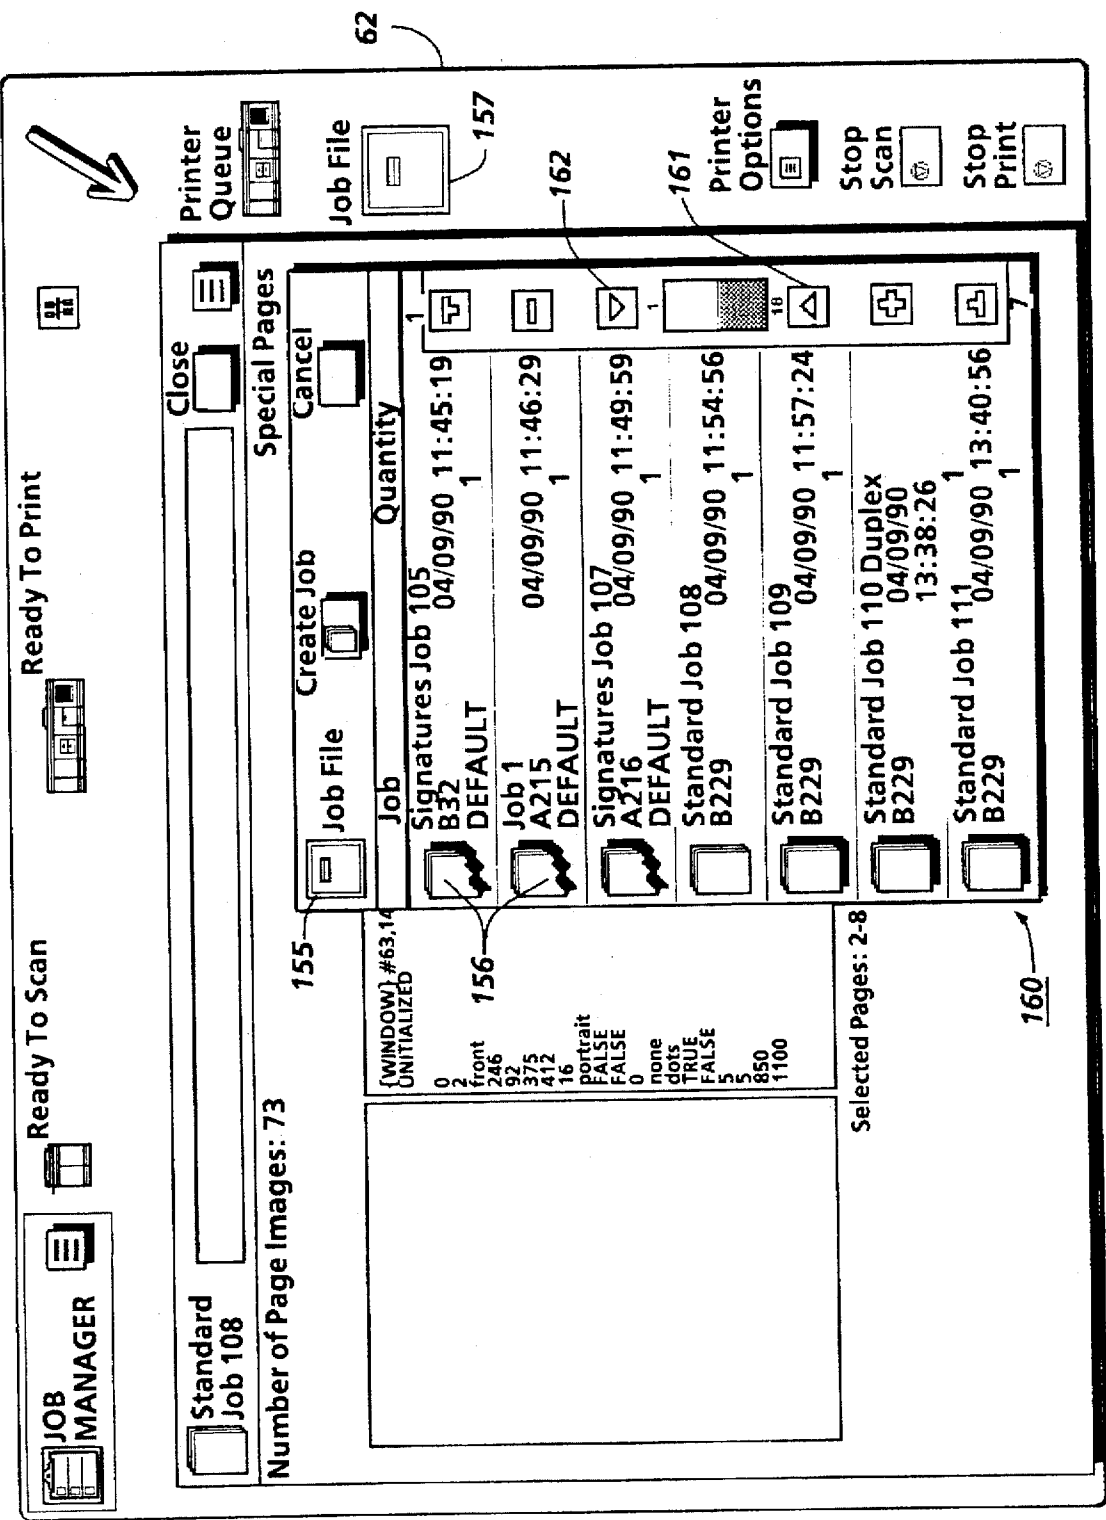 62
JOB
MANAGER
Ready To Scan
Ready To Print
Standard
Job 108
Close
Printer
Queue
Number of Page Images: 73
Special Pages
Job File
157
155
Job File
Create Job
Cancel
Job
Quantity
{WINDOW} #63,14
UNITIALIZED
0
2
front
246
92
375
412
16
portrait
FALSE
FALSE
0
none
dots
TRUE
FALSE
5
5
850
1100
156
Signatures Job 105
B32
04/09/90 11:45:19
DEFAULT
1
Job 1
A215
04/09/90 11:46:29
DEFAULT
1
Signatures Job 107
A216
04/09/90 11:49:59
DEFAULT
1
Standard Job 108
B229
04/09/90 11:54:56
1
Standard Job 109
B229
04/09/90 11:57:24
1
Standard Job 110 Duplex
B229
04/09/90
13:38:26
1
Standard Job 111
B229
04/09/90 13:40:56
1
1
1
18
7
162
161
Selected Pages: 2-8
160
Printer
Options
Stop
Scan
Stop
Print